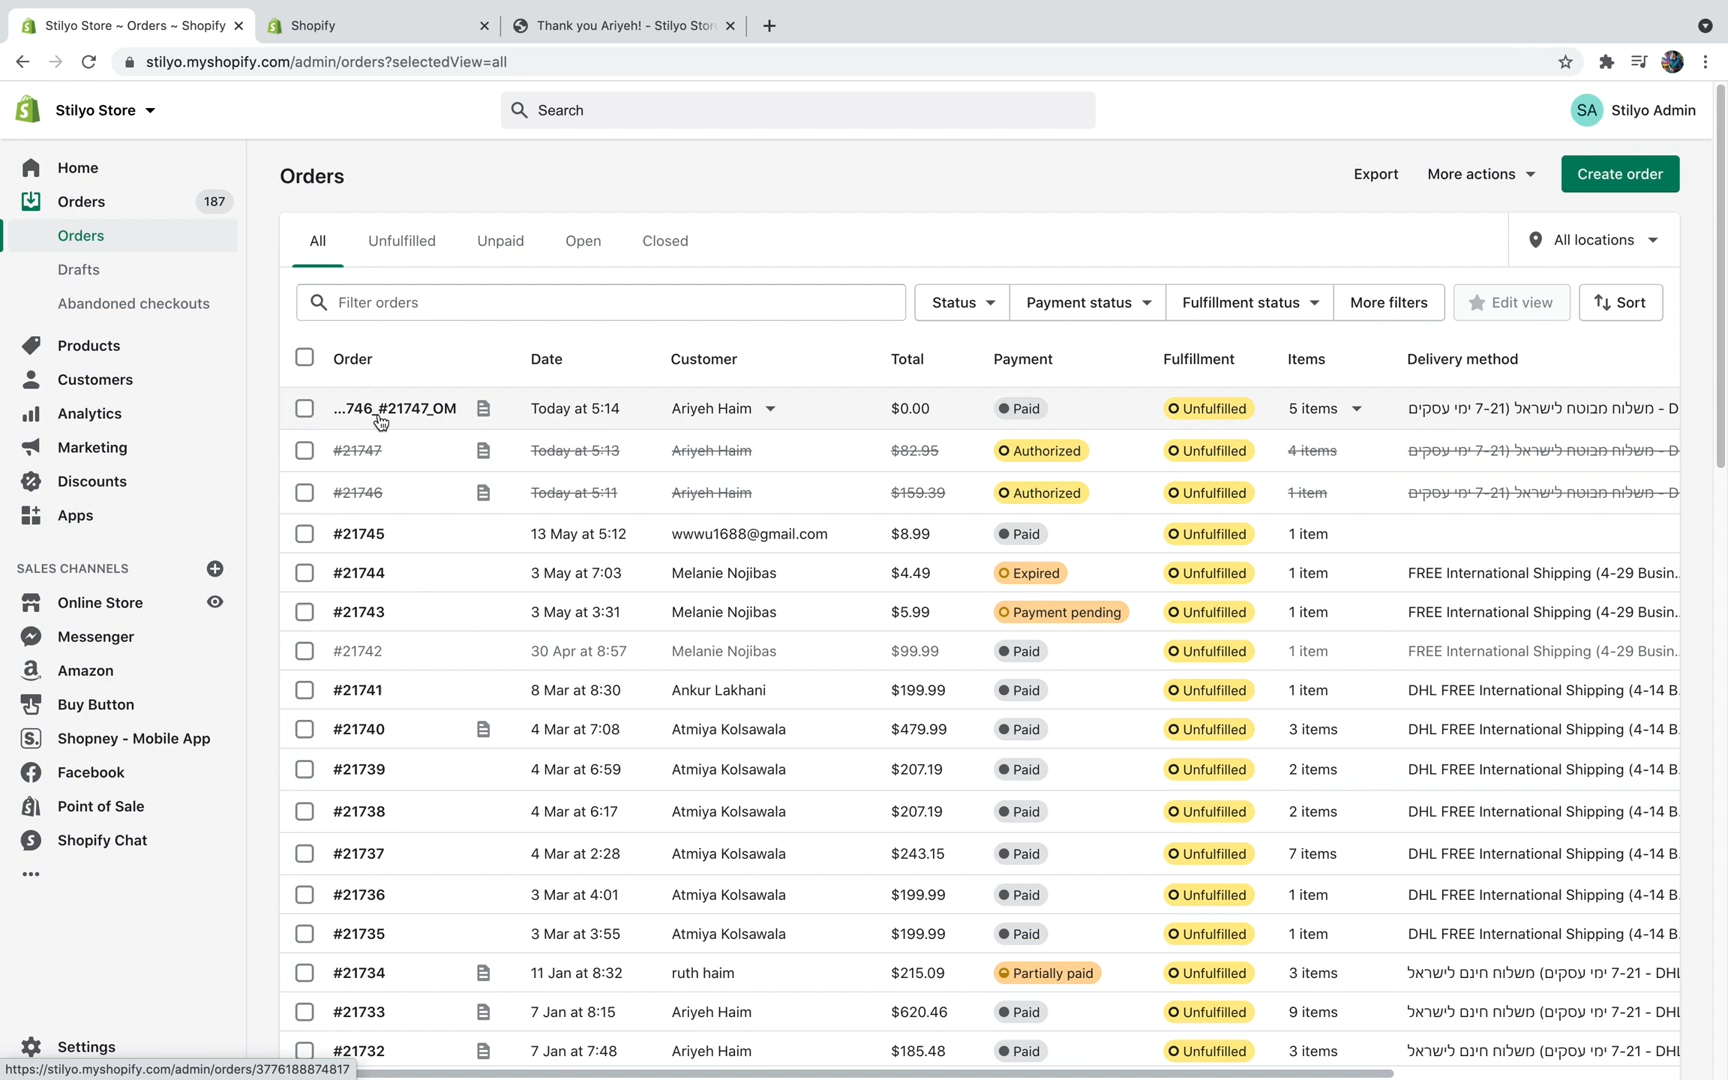 Stilyo Store ~ Orders ~ Shopify
Shopify
Thank you Ariyeh! - Stilyo Stor
stilyo.myshopify.com/admin/orders?selectedView=all
Stilyo Store
Search
SA
Stilyo Admin
Home
Orders
187
Orders
Drafts
Abandoned checkouts
Products
Customers
Analytics
Marketing
Discounts
Apps
SALES CHANNELS
Online Store
Messenger
Amazon
Buy Button
Shopney - Mobile App
Facebook
Point of Sale
Shopify Chat
Settings
https://stilyo.myshopify.com/admin/orders/3776188874817
Orders
Export
More actions
Create order
All
Unfulfilled
Unpaid
Open
Closed
All locations
Filter orders
Status
Payment status
Fulfillment status
More filters
Edit view
Sort
Order Date Customer Total Payment Fulfillment Items Delivery method
...746_#21747_OM Today at 5:14 Ariyeh Haim $0.00 Paid Unfulfilled 5 items משלוח מבוטח לישראל (7-21 ימי עסקים - D
#21747 Today at 5:13 Ariyeh Haim $82.95 Authorized Unfulfilled 4 items משלוח מבוטח לישראל (7-21 ימי עסקים - D
#21746 Today at 5:11 Ariyeh Haim $159.39 Authorized Unfulfilled 1 item משלוח מבוטח לישראל (7-21 ימי עסקים - D
#21745 13 May at 5:12 wwwu1688@gmail.com $8.99 Paid Unfulfilled 1 item
#21744 3 May at 7:03 Melanie Nojibas $4.49 Expired Unfulfilled 1 item FREE International Shipping (4-29 Busin...
#21743 3 May at 3:31 Melanie Nojibas $5.99 Payment pending Unfulfilled 1 item FREE International Shipping (4-29 Busin...
#21742 30 Apr at 8:57 Melanie Nojibas $99.99 Paid Unfulfilled 1 item FREE International Shipping (4-29 Busin...
#21741 8 Mar at 8:30 Ankur Lakhani $199.99 Paid Unfulfilled 1 item DHL FREE International Shipping (4-14 B
#21740 4 Mar at 7:08 Atmiya Kolsawala $479.99 Paid Unfulfilled 3 items DHL FREE International Shipping (4-14 B
#21739 4 Mar at 6:59 Atmiya Kolsawala $207.19 Paid Unfulfilled 2 items DHL FREE International Shipping (4-14 B
#21738 4 Mar at 6:17 Atmiya Kolsawala $207.19 Paid Unfulfilled 2 items DHL FREE International Shipping (4-14 B
#21737 4 Mar at 2:28 Atmiya Kolsawala $243.15 Paid Unfulfilled 7 items DHL FREE International Shipping (4-14 B
#21736 3 Mar at 4:01 Atmiya Kolsawala $199.99 Paid Unfulfilled 1 item DHL FREE International Shipping (4-14 B
#21735 3 Mar at 3:55 Atmiya Kolsawala $199.99 Paid Unfulfilled 1 item DHL FREE International Shipping (4-14 B
#21734 11 Jan at 8:32 ruth haim $215.09 Partially paid Unfulfilled 3 items משלוח חינם לישראל (7-21 ימי עסקים - DHL
#21733 7 Jan at 8:15 Ariyeh Haim $620.46 Paid Unfulfilled 9 items משלוח חינם לישראל (7-21 ימי עסקים - DHL
#21732 7 Jan at 7:48 Ariyeh Haim $185.48 Paid Unfulfilled 3 items משלוח חינם לישראל (7-21 ימי עסקים - DHL